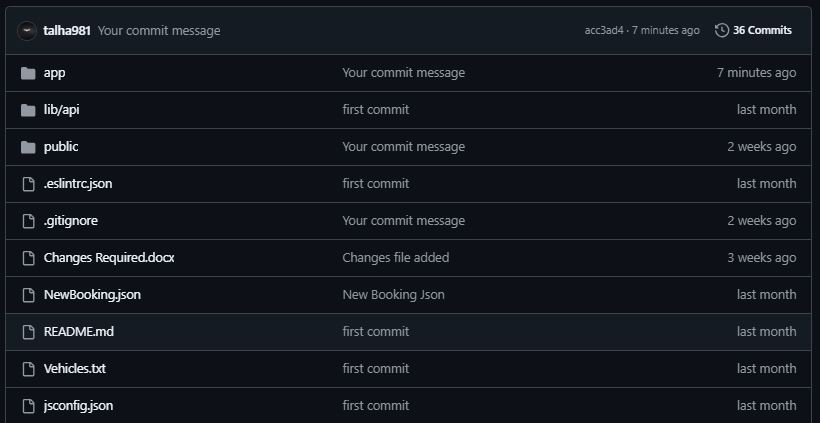 talha981 Your commit message acc3ad4 · 7 minutes ago 36 Commits
app Your commit message 7 minutes ago
lib/api first commit last month
public Your commit message 2 weeks ago
.eslintrc.json first commit last month
.gitignore Your commit message 2 weeks ago
Changes Required.docx Changes file added 3 weeks ago
NewBooking.json New Booking Json last month
README.md first commit last month
Vehicles.txt first commit last month
jsconfig.json first commit last month